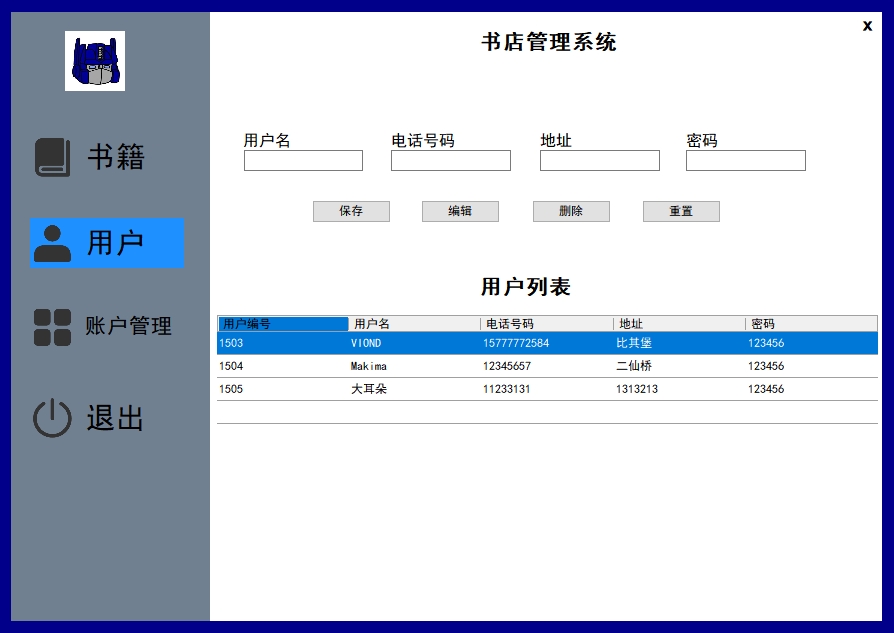 书店管理系统
x
书籍
用户
账户管理
退出
用户名 电话号码 地址 密码
保存 编辑 删除 重置
用户列表
用户编号 用户名 电话号码 地址 密码
1503 VIOND 15777772584 比其堡 123456
1504 Makima 12345657 二仙桥 123456
1505 大耳朵 11233131 1313213 123456